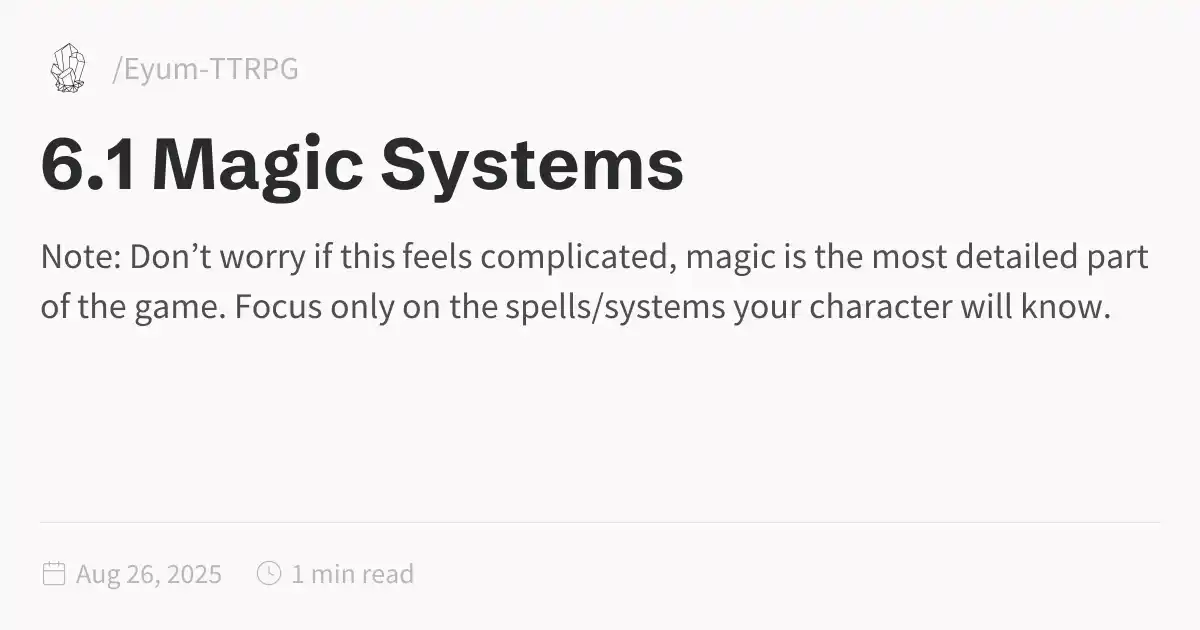 /Eyum-TTRPG
6.1 Magic Systems
Note: Don’t worry if this feels complicated, magic is the most detailed part
of the game. Focus only on the spells/systems your character will know.
Aug 26, 2025 1 min read